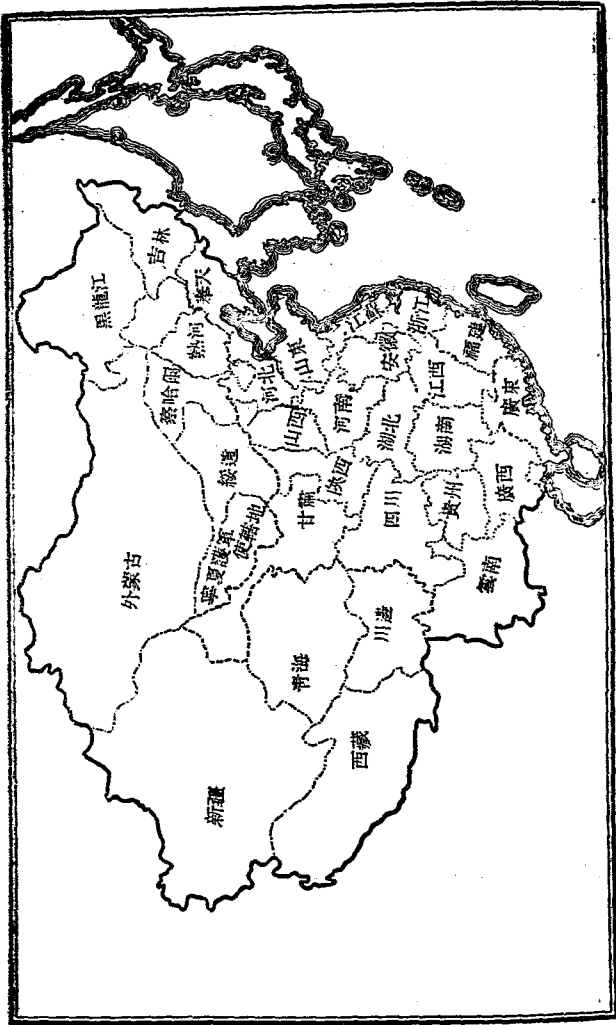 黑龍江
吉林
奉天
熱河
察哈爾
綏遠
外蒙古
寧夏護軍
使轄地
新疆
河北
山東
山西
河南
陝西
甘肅
青海
江蘇
安徽
浙江
湖北
四川
川邊
西藏
江西
湖南
貴州
福建
廣東
廣西
雲南